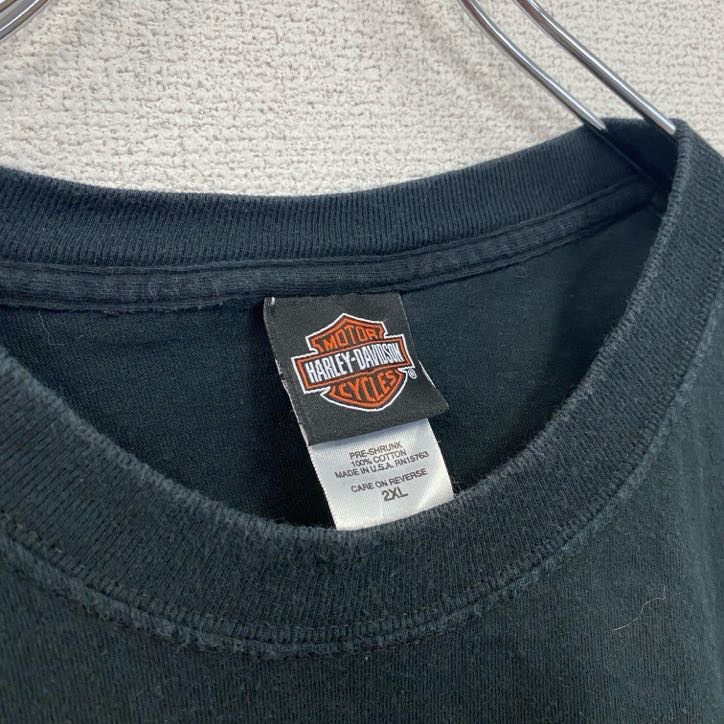 MOTOR
HARLEY-DAVIDSON
CYCLES
®
PRE-SHRUNK
100% COTTON
MADE IN U.S.A. RN15763
CARE ON REVERSE
2XL